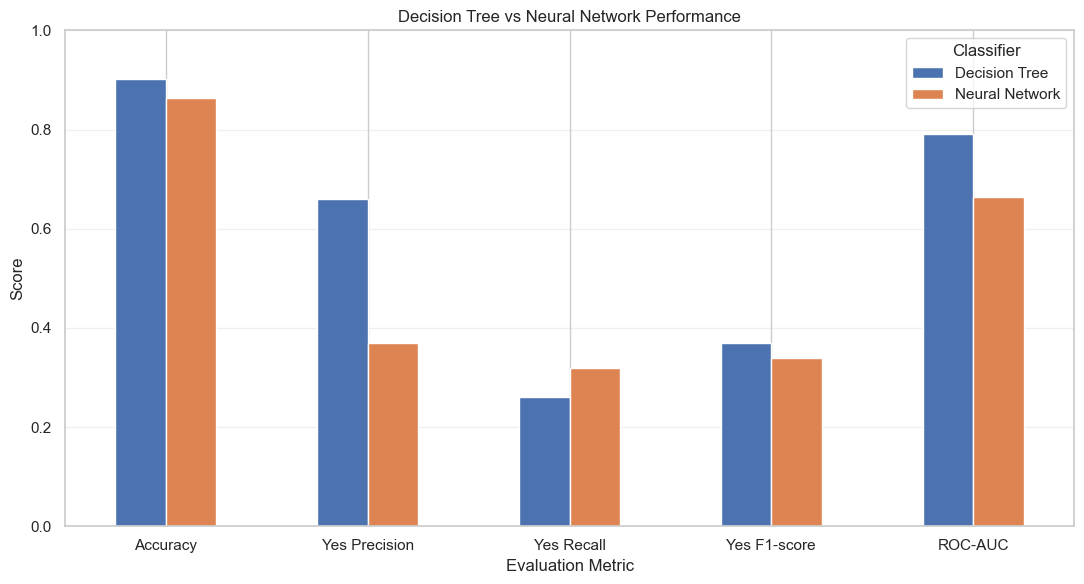 Decision Tree vs Neural Network Performance
Classifier
Decision Tree
Neural Network
Score
1.0
0.8
0.6
0.4
0.2
0.0
Accuracy
Yes Precision
Yes Recall
Yes F1-score
ROC-AUC
Evaluation Metric